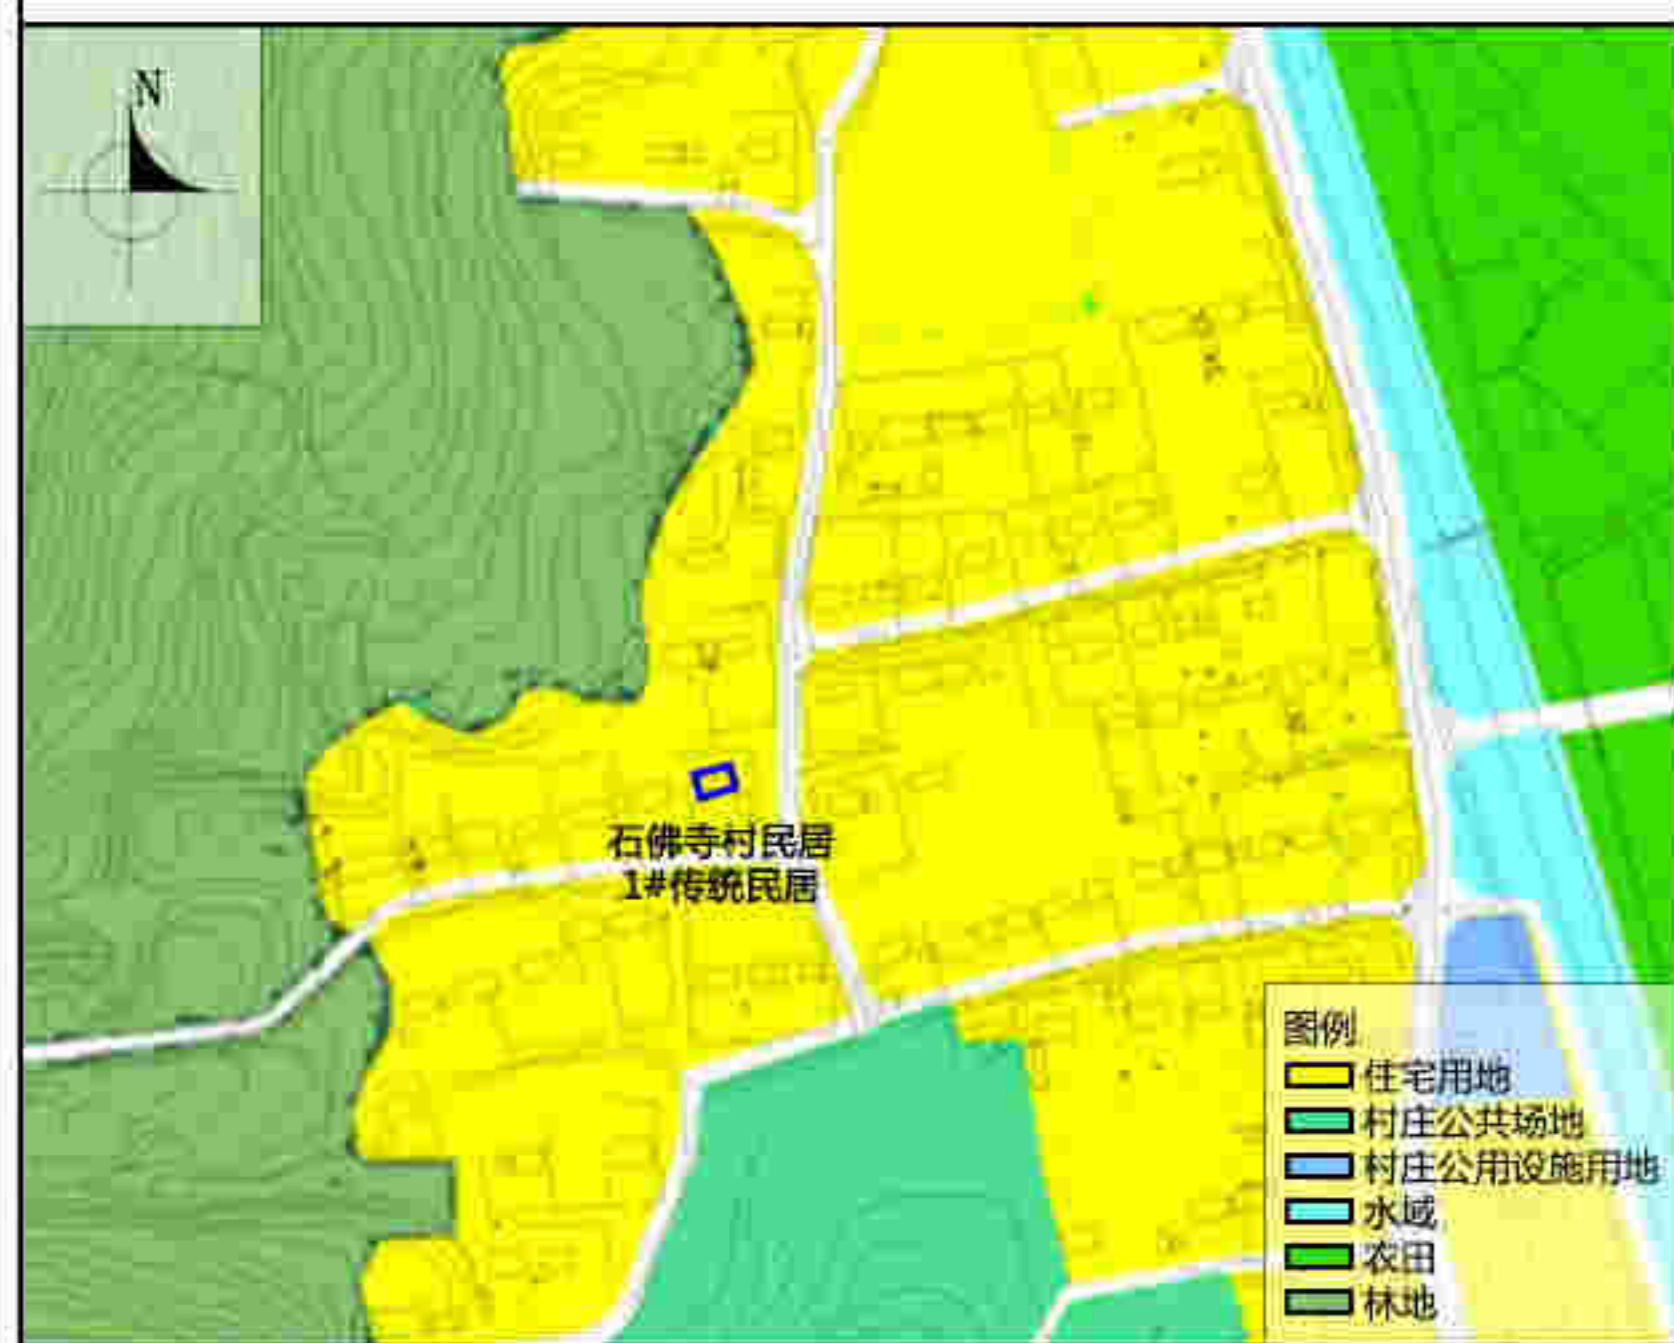 N
石佛寺村民居
1#传统民居
图例
住宅用地
村庄公共场地
村庄公用设施用地
水域
农田
林地